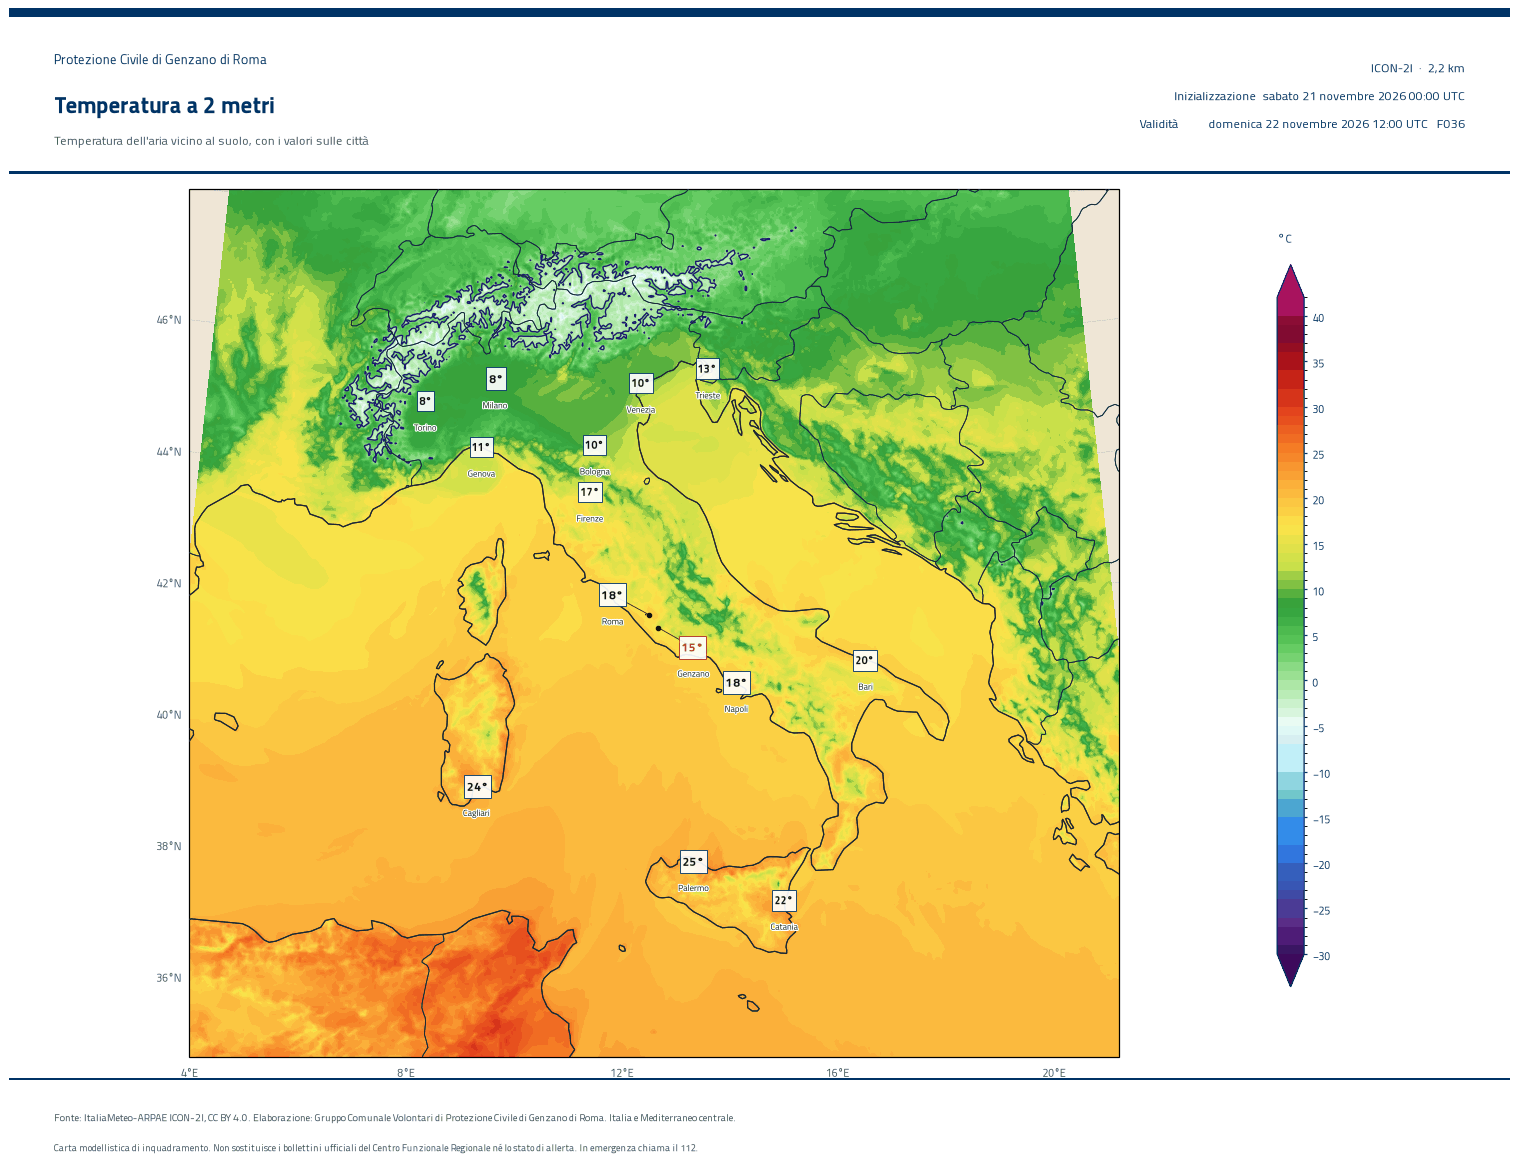 Protezione Civile di Genzano di Roma
Temperatura a 2 metri
Temperatura dell'aria vicino al suolo, con i valori sulle città
ICON-2I · 2,2 km
Inizializzazione sabato 21 novembre 2026 00:00 UTC
Validità domenica 22 novembre 2026 12:00 UTC F036
°C
40
35
30
25
20
15
10
5
0
−5
−10
−15
−20
−25
−30
46°N
44°N
42°N
40°N
38°N
36°N
4°E
8°E
12°E
16°E
20°E
13°
Trieste
8°
Milano
10°
Venezia
8°
Torino
11°
Genova
10°
Bologna
17°
Firenze
18°
Roma
15°
Genzano
20°
Bari
18°
Napoli
24°
Cagliari
25°
Palermo
22°
Catania
Fonte: ItaliaMeteo-ARPAE ICON-2I, CC BY 4.0. Elaborazione: Gruppo Comunale Volontari di Protezione Civile di Genzano di Roma. Italia e Mediterraneo centrale.
Carta modellistica di inquadramento. Non sostituisce i bollettini ufficiali del Centro Funzionale Regionale né lo stato di allerta. In emergenza chiama il 112.